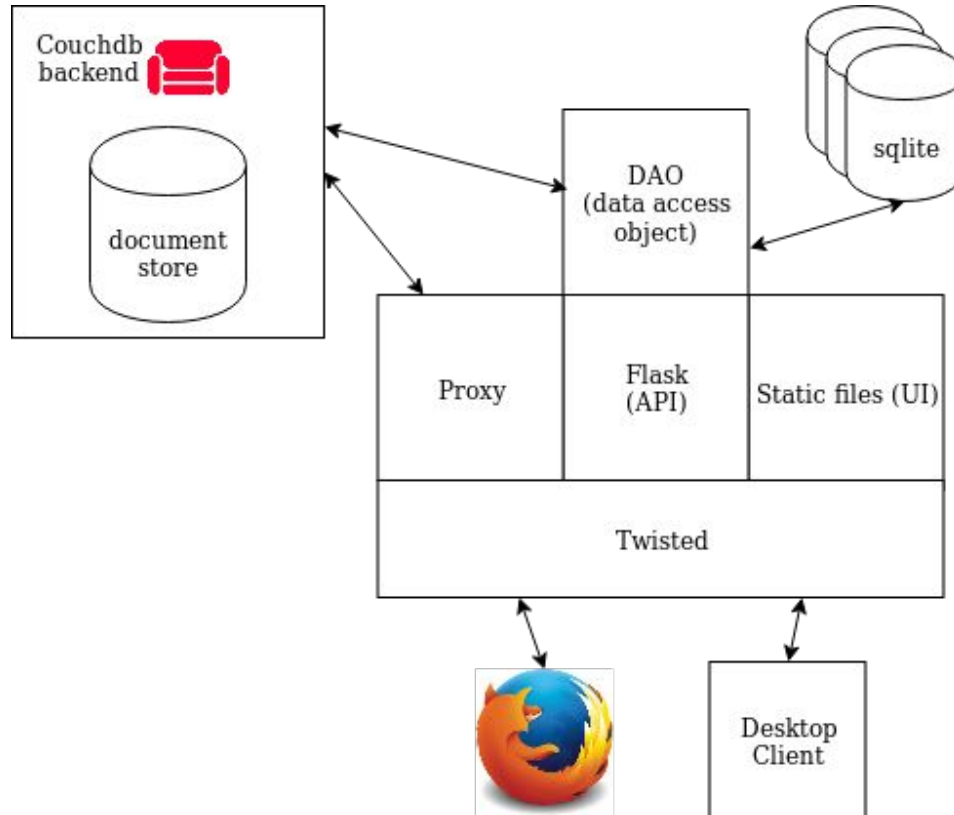 Couchdb
backend
document
store
sqlite
DAO
(data access
object)
Proxy
Flask
(API)
Static files (UI)
Twisted
Desktop
Client